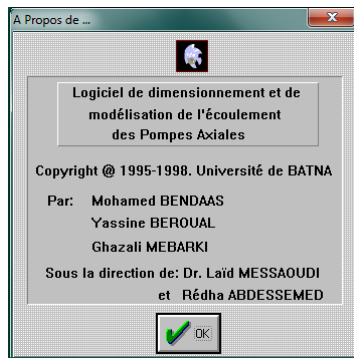 A Propos de ...
Logiciel de dimensionnement et de
modélisation de l'écoulement
des Pompes Axiales
Copyright @ 1995-1998. Université de BATNA
Par: Mohamed BENDAAS
Yassine BEROUAL
Ghazali MEBARKI
Sous la direction de: Dr. Laïd MESSAOUDI
et Rédha ABDESSEMED
OK